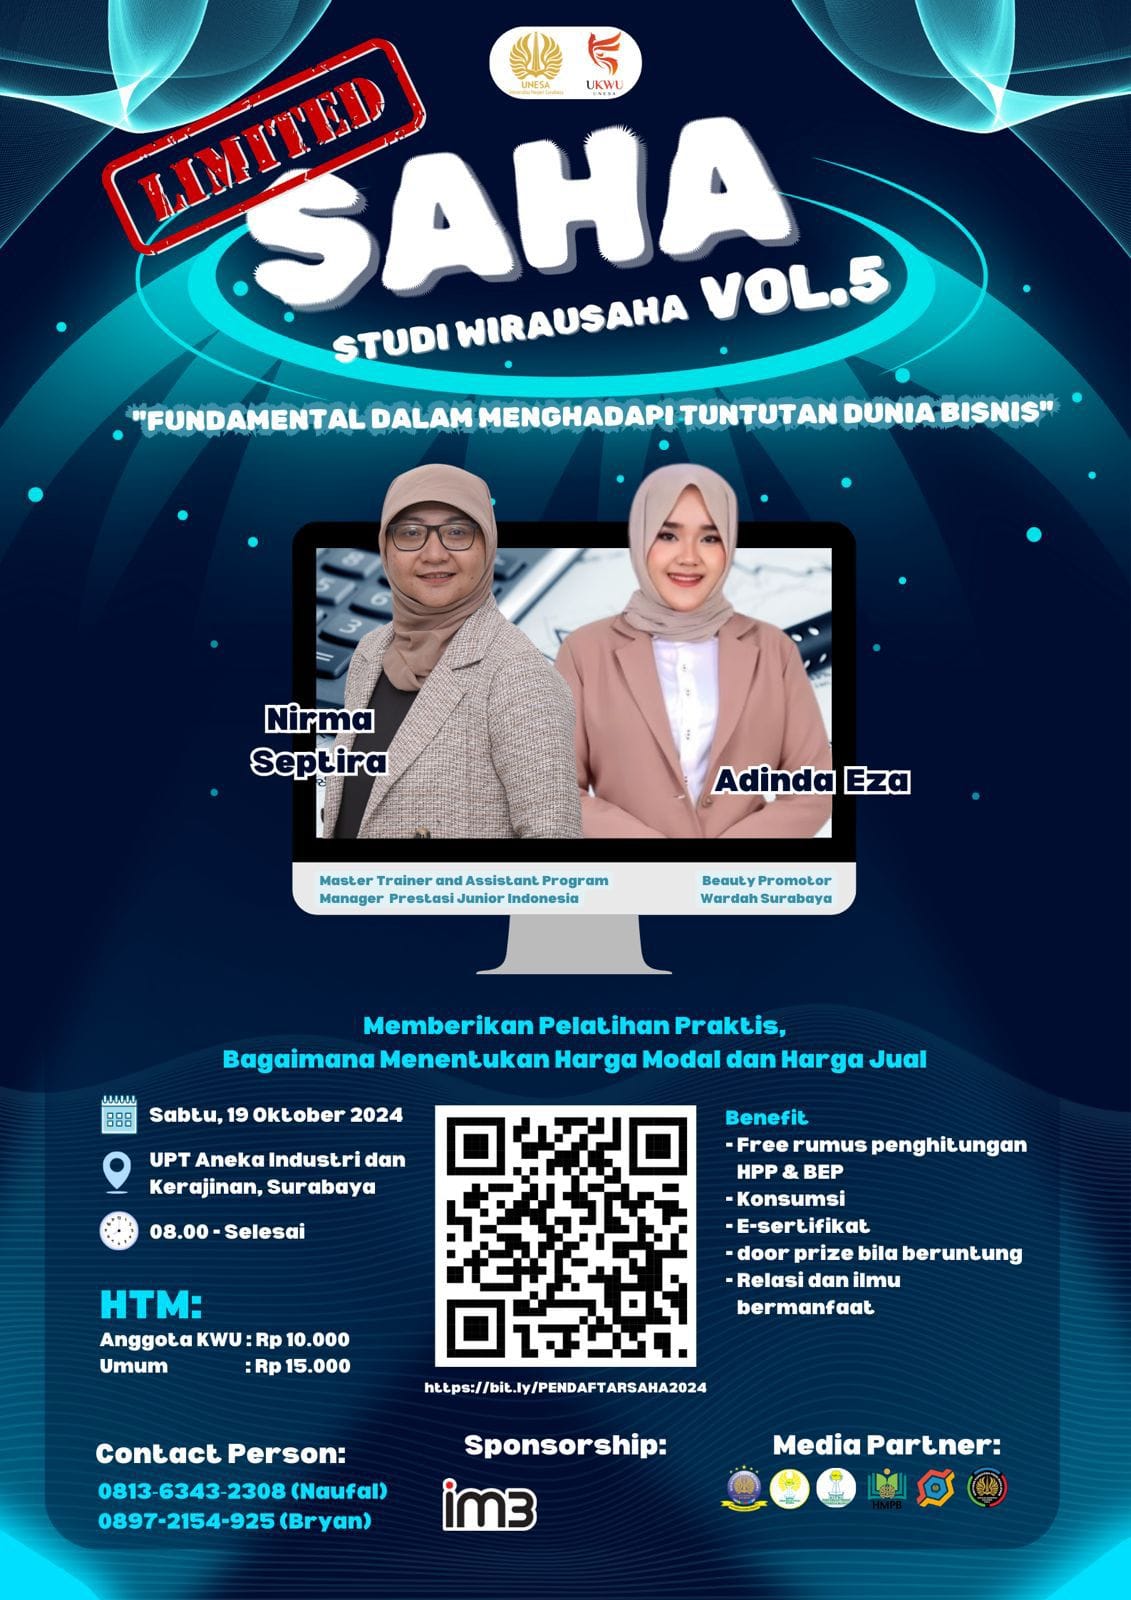 UNESA
Universitas Negeri Surabaya
UKWU
UNESA
LIMITED
SAHA
STUDI WIRAUSAHA VOL.5
"FUNDAMENTAL DALAM MENGHADAPI TUNTUTAN DUNIA BISNIS"
Nirma
Septira
Adinda Eza
Master Trainer and Assistant Program
Manager Prestasi Junior Indonesia
Beauty Promotor
Wardah Surabaya
Memberikan Pelatihan Praktis,
Bagaimana Menentukan Harga Modal dan Harga Jual
Sabtu, 19 Oktober 2024
UPT Aneka Industri dan
Kerajinan, Surabaya
08.00 - Selesai
HTM:
Anggota KWU : Rp 10.000
Umum : Rp 15.000
https://bit.ly/PENDAFTARSAHA2024
Benefit
- Free rumus penghitungan
HPP & BEP
- Konsumsi
- E-sertifikat
- door prize bila beruntung
- Relasi dan ilmu
bermanfaat
Contact Person:
0813-6343-2308 (Naufal)
0897-2154-925 (Bryan)
Sponsorship:
im3
Media Partner:
HMPB